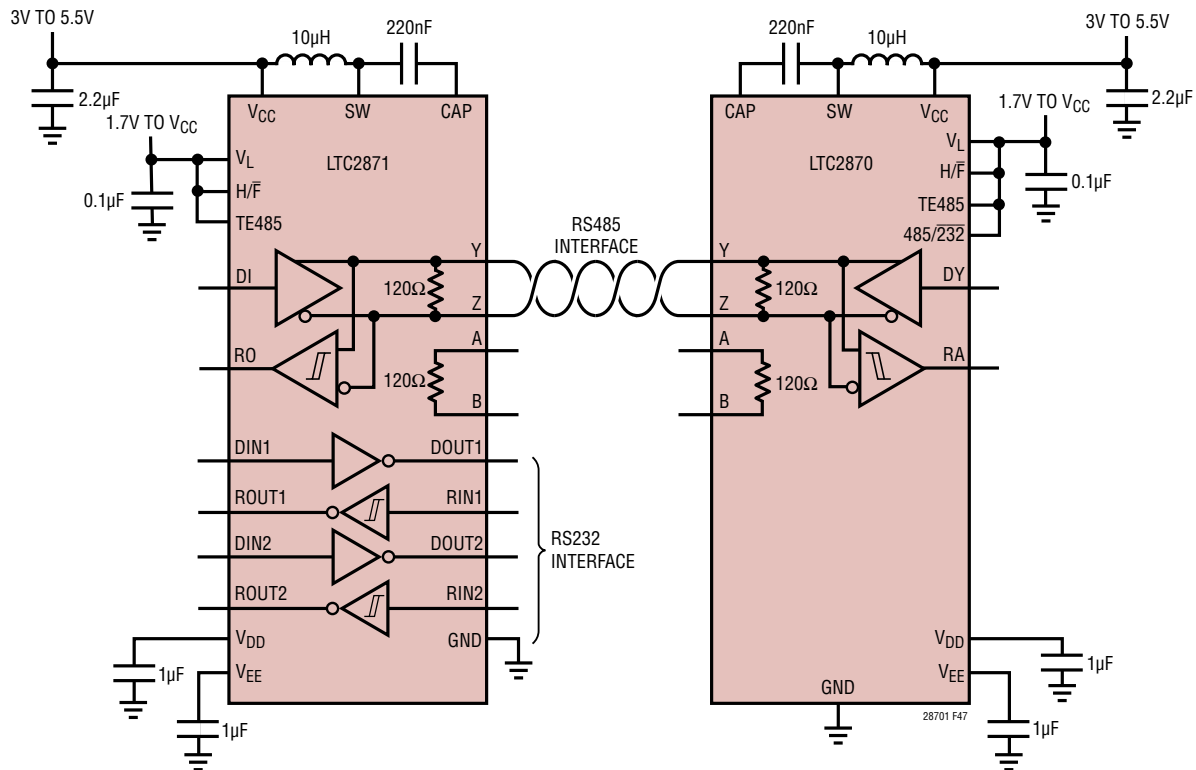 3V TO 5.5V
10µH
220nF
2.2µF
1.7V TO VCC
0.1µF
VCC
SW
CAP
LTC2871
VL
H/F̅
TE485
DI
RO
Y
Z
A
B
120Ω
120Ω
DIN1
DOUT1
ROUT1
RIN1
DIN2
DOUT2
ROUT2
RIN2
VDD
GND
VEE
1µF
1µF
RS232
INTERFACE
RS485
INTERFACE
220nF
10µH
3V TO 5.5V
2.2µF
1.7V TO VCC
0.1µF
CAP
SW
VCC
LTC2870
VL
H/F̅
TE485
485/2̅3̅2̅
Y
Z
A
B
120Ω
120Ω
DY
RA
VDD
VEE
GND
1µF
1µF
28701 F47